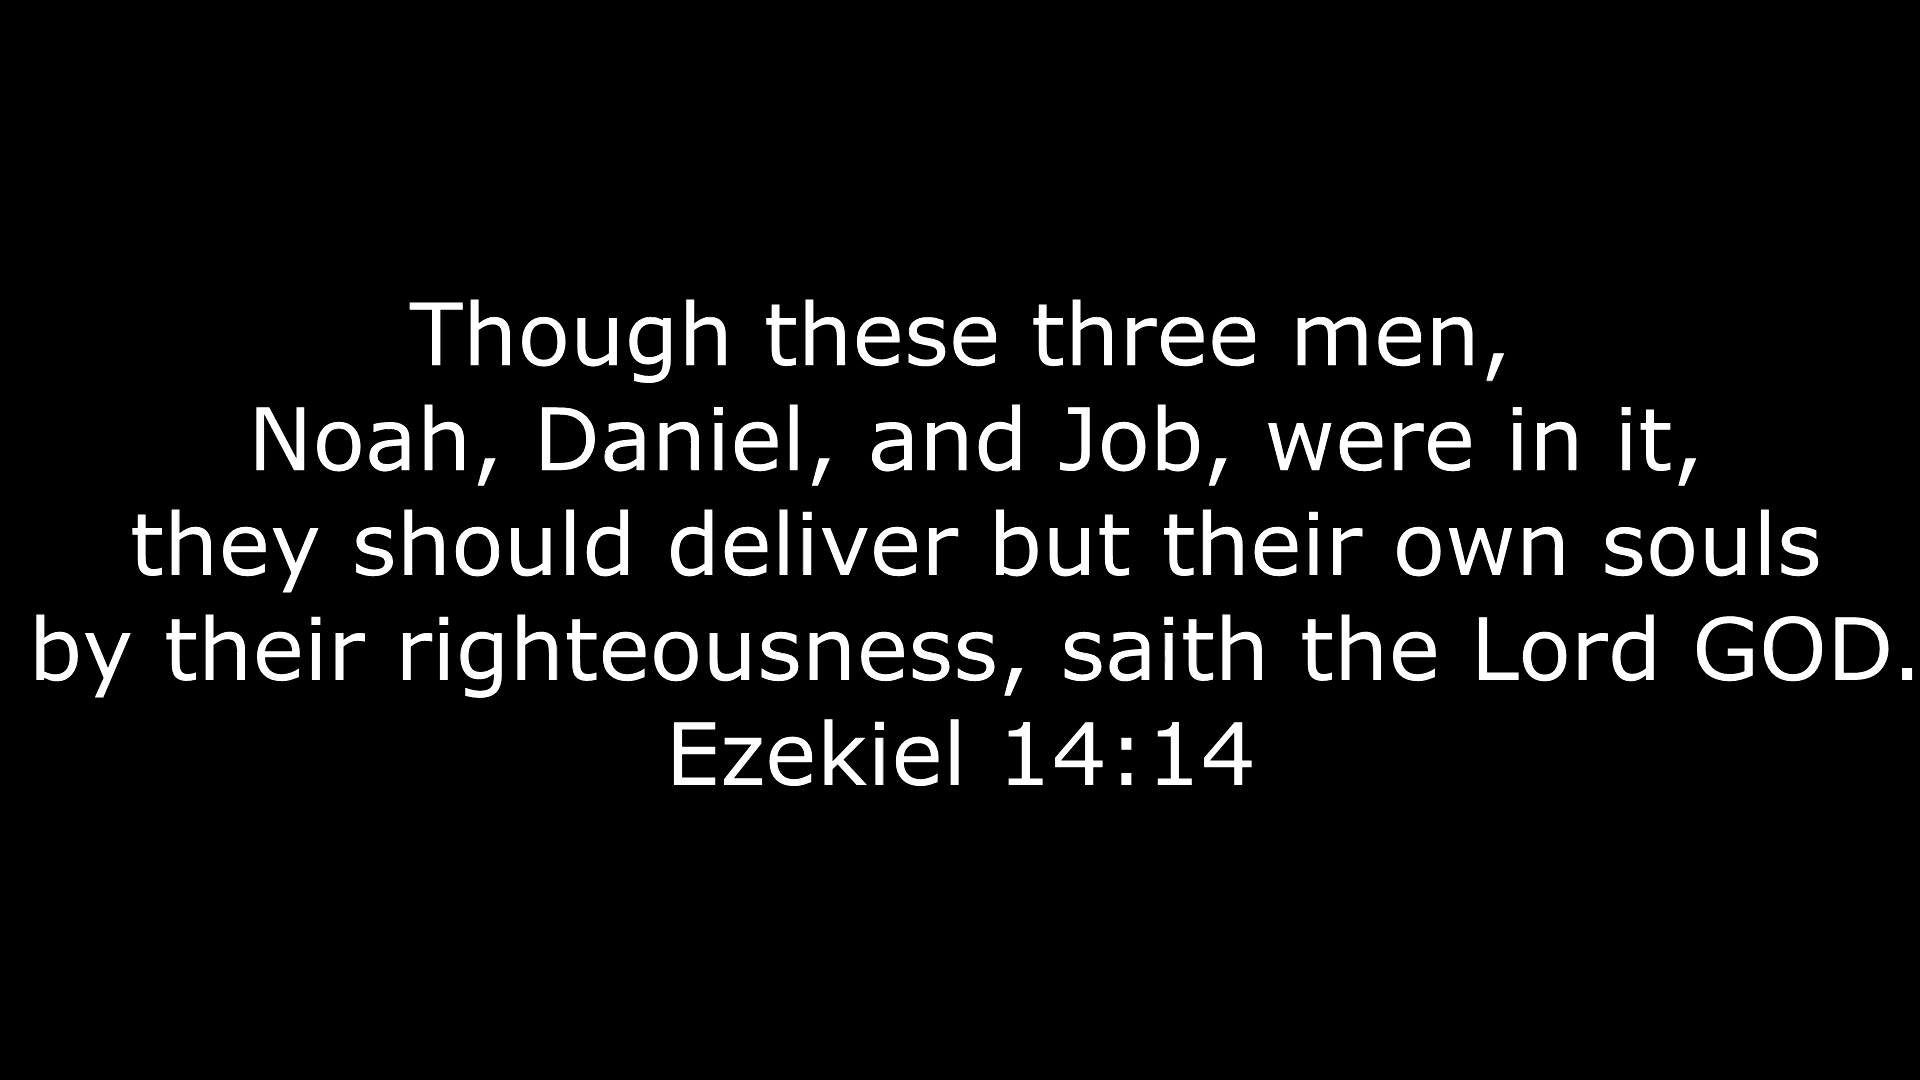 Though these three men,
Noah, Daniel, and Job, were in it,
they should deliver but their own souls
by their righteousness, saith the Lord GOD.
Ezekiel 14:14